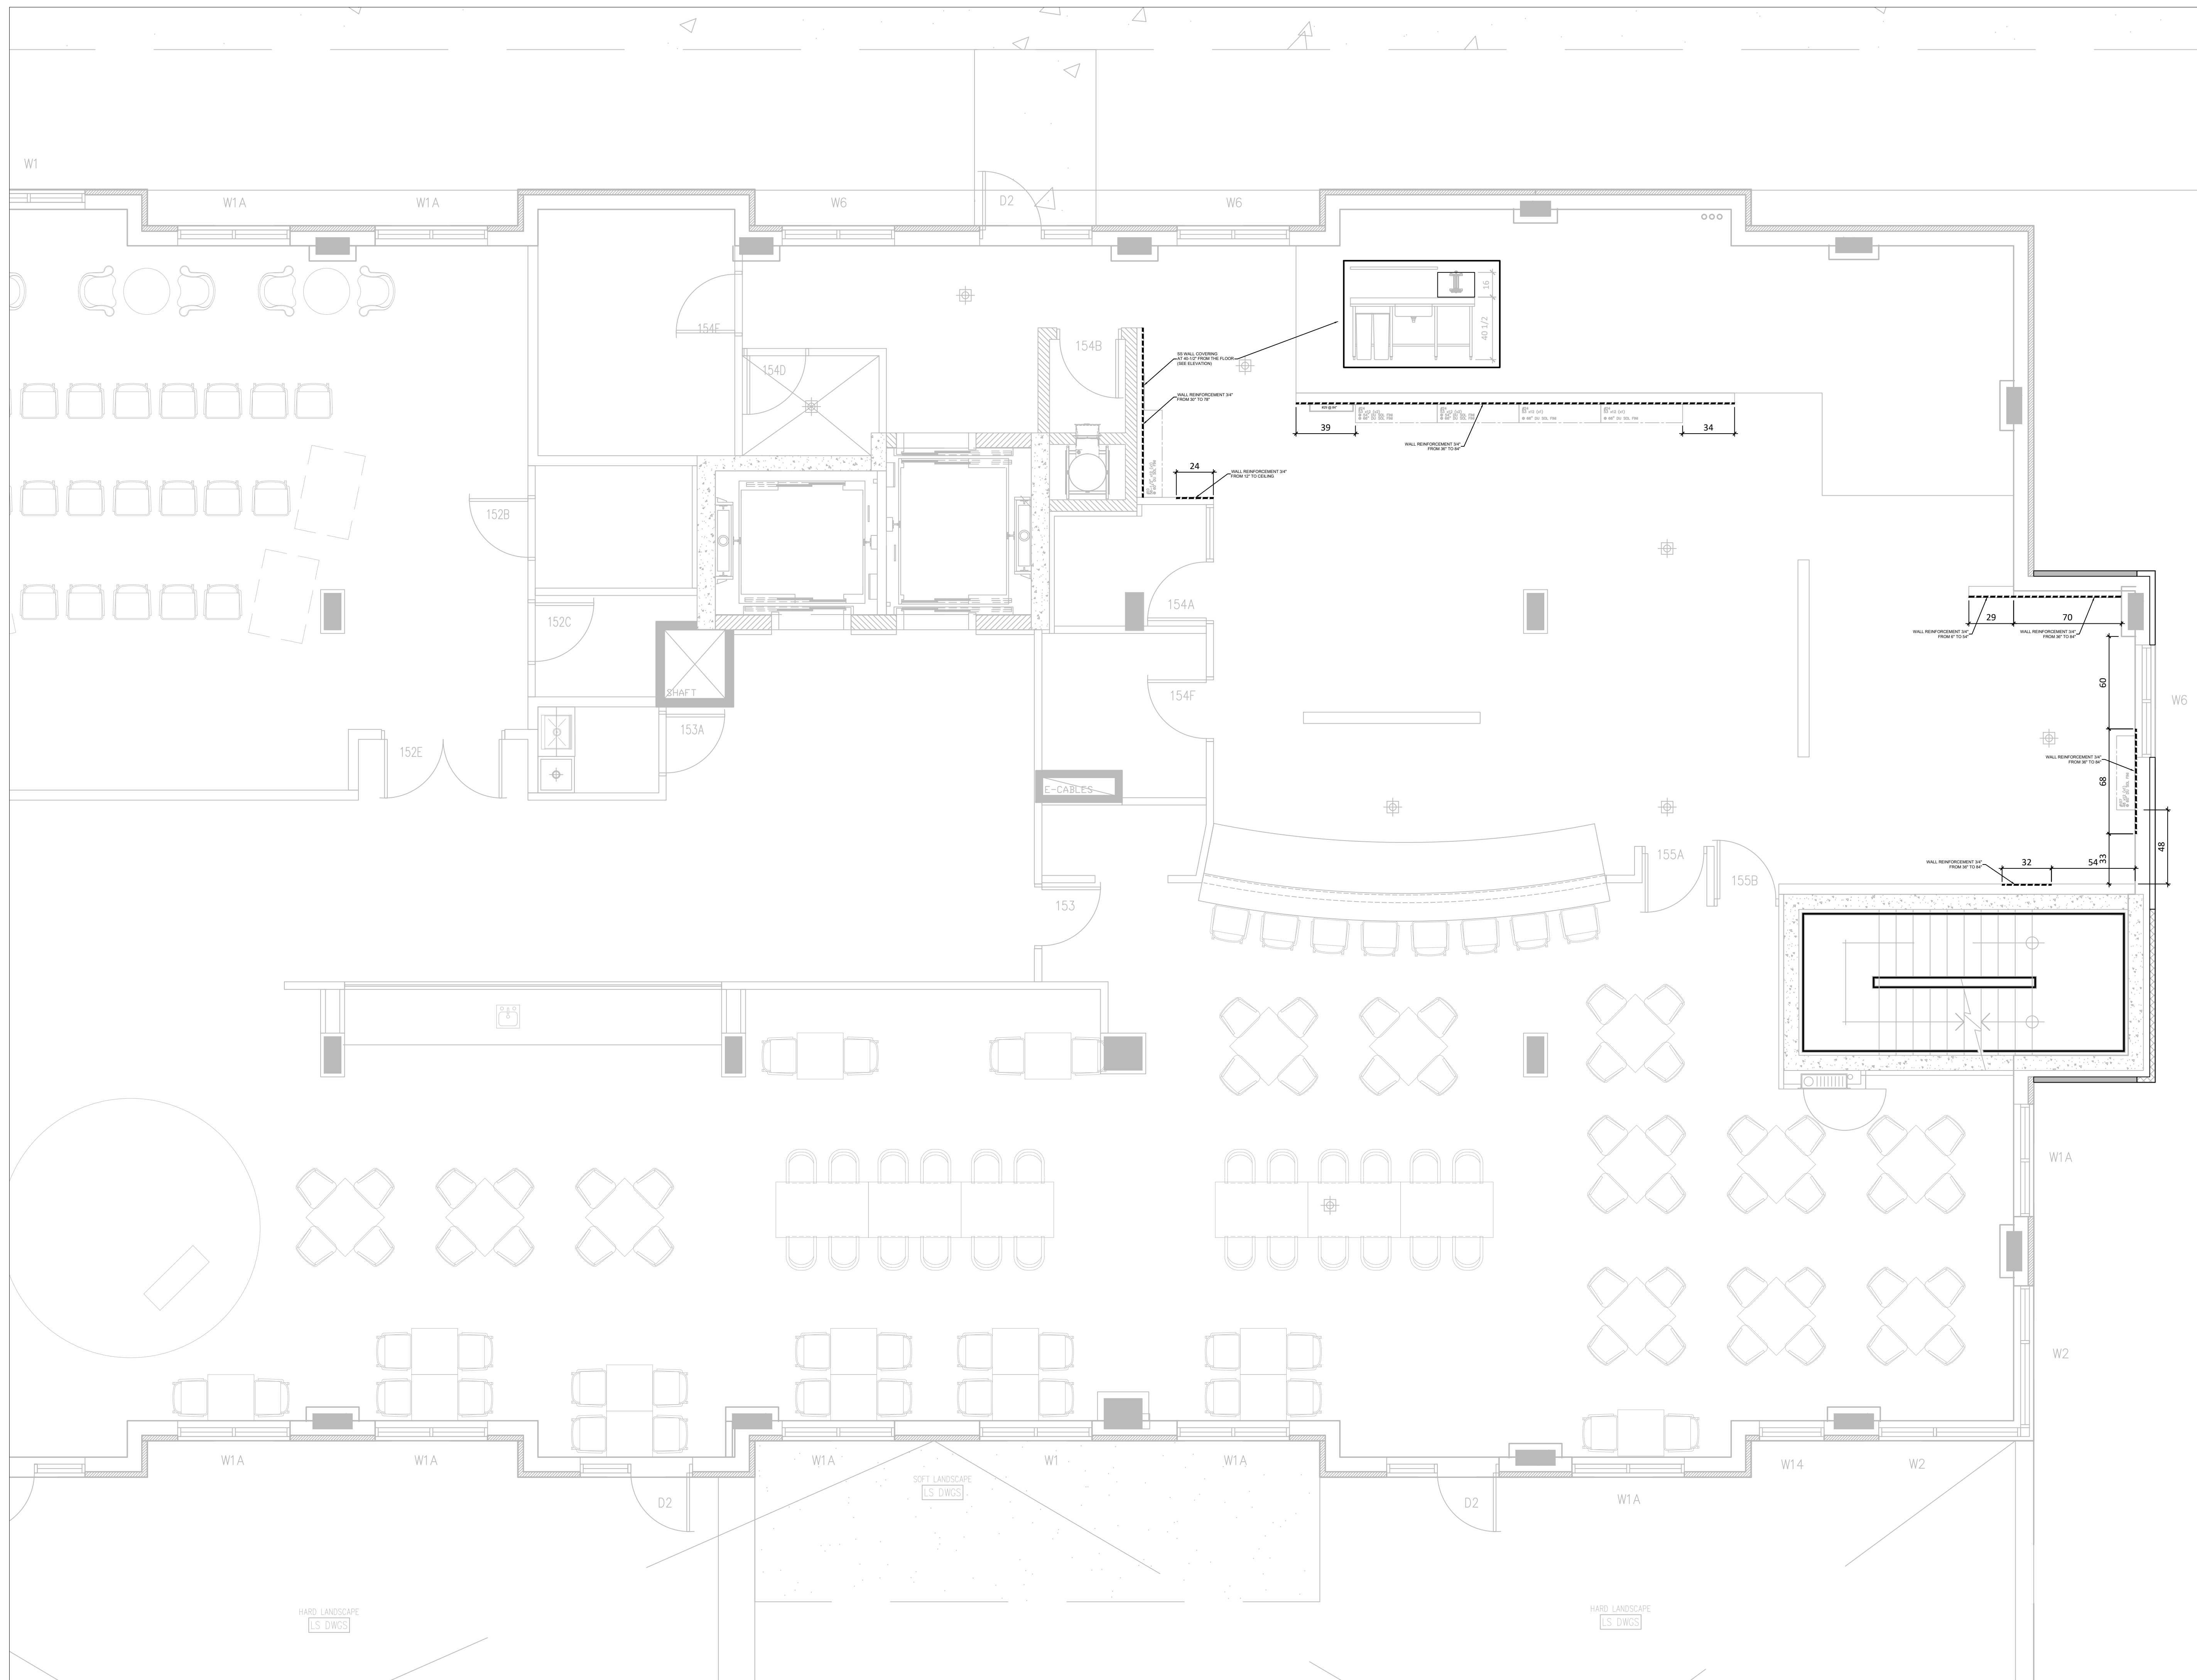 W1
W1A
W1A
W6
D2
W6
154E
154B
154D
16
40 1/2
SS WALL COVERING
AT 40-1/2" FROM THE FLOOR
(SEE ELEVATION)
WALL REINFORCEMENT 3/4"
FROM 30" TO 78"
39
34
WALL REINFORCEMENT 3/4"
FROM 36" TO 84"
24
WALL REINFORCEMENT 3/4"
FROM 12" TO CEILING
152B
152C
154A
29
70
WALL REINFORCEMENT 3/4"
FROM 6" TO 54"
WALL REINFORCEMENT 3/4"
FROM 36" TO 84"
60
W6
SHAFT
153A
154F
152E
E-CABLES
WALL REINFORCEMENT 3/4"
FROM 36" TO 84"
68
48
33
155A
155B
WALL REINFORCEMENT 3/4"
32
54
153
W1A
W2
W1A
W1A
W1A
W1
W1A
W14
W2
D2
SOFT LANDSCAPE
LS DWGS
D2
W1A
HARD LANDSCAPE
LS DWGS
HARD LANDSCAPE
LS DWGS